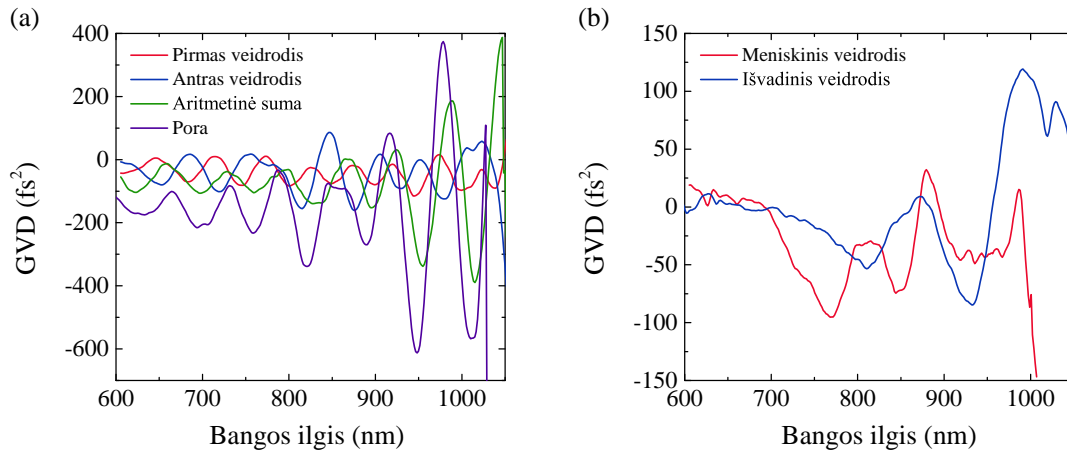 (a)
GVD (fs²)
400
200
0
-200
-400
-600
Pirmas veidrodis
Antras veidrodis
Aritmetinė suma
Pora
600 700 800 900 1000
Bangos ilgis (nm)
(b)
GVD (fs²)
150
100
50
0
-50
-100
-150
Meniskinis veidrodis
Išvadinis veidrodis
600 700 800 900 1000
Bangos ilgis (nm)